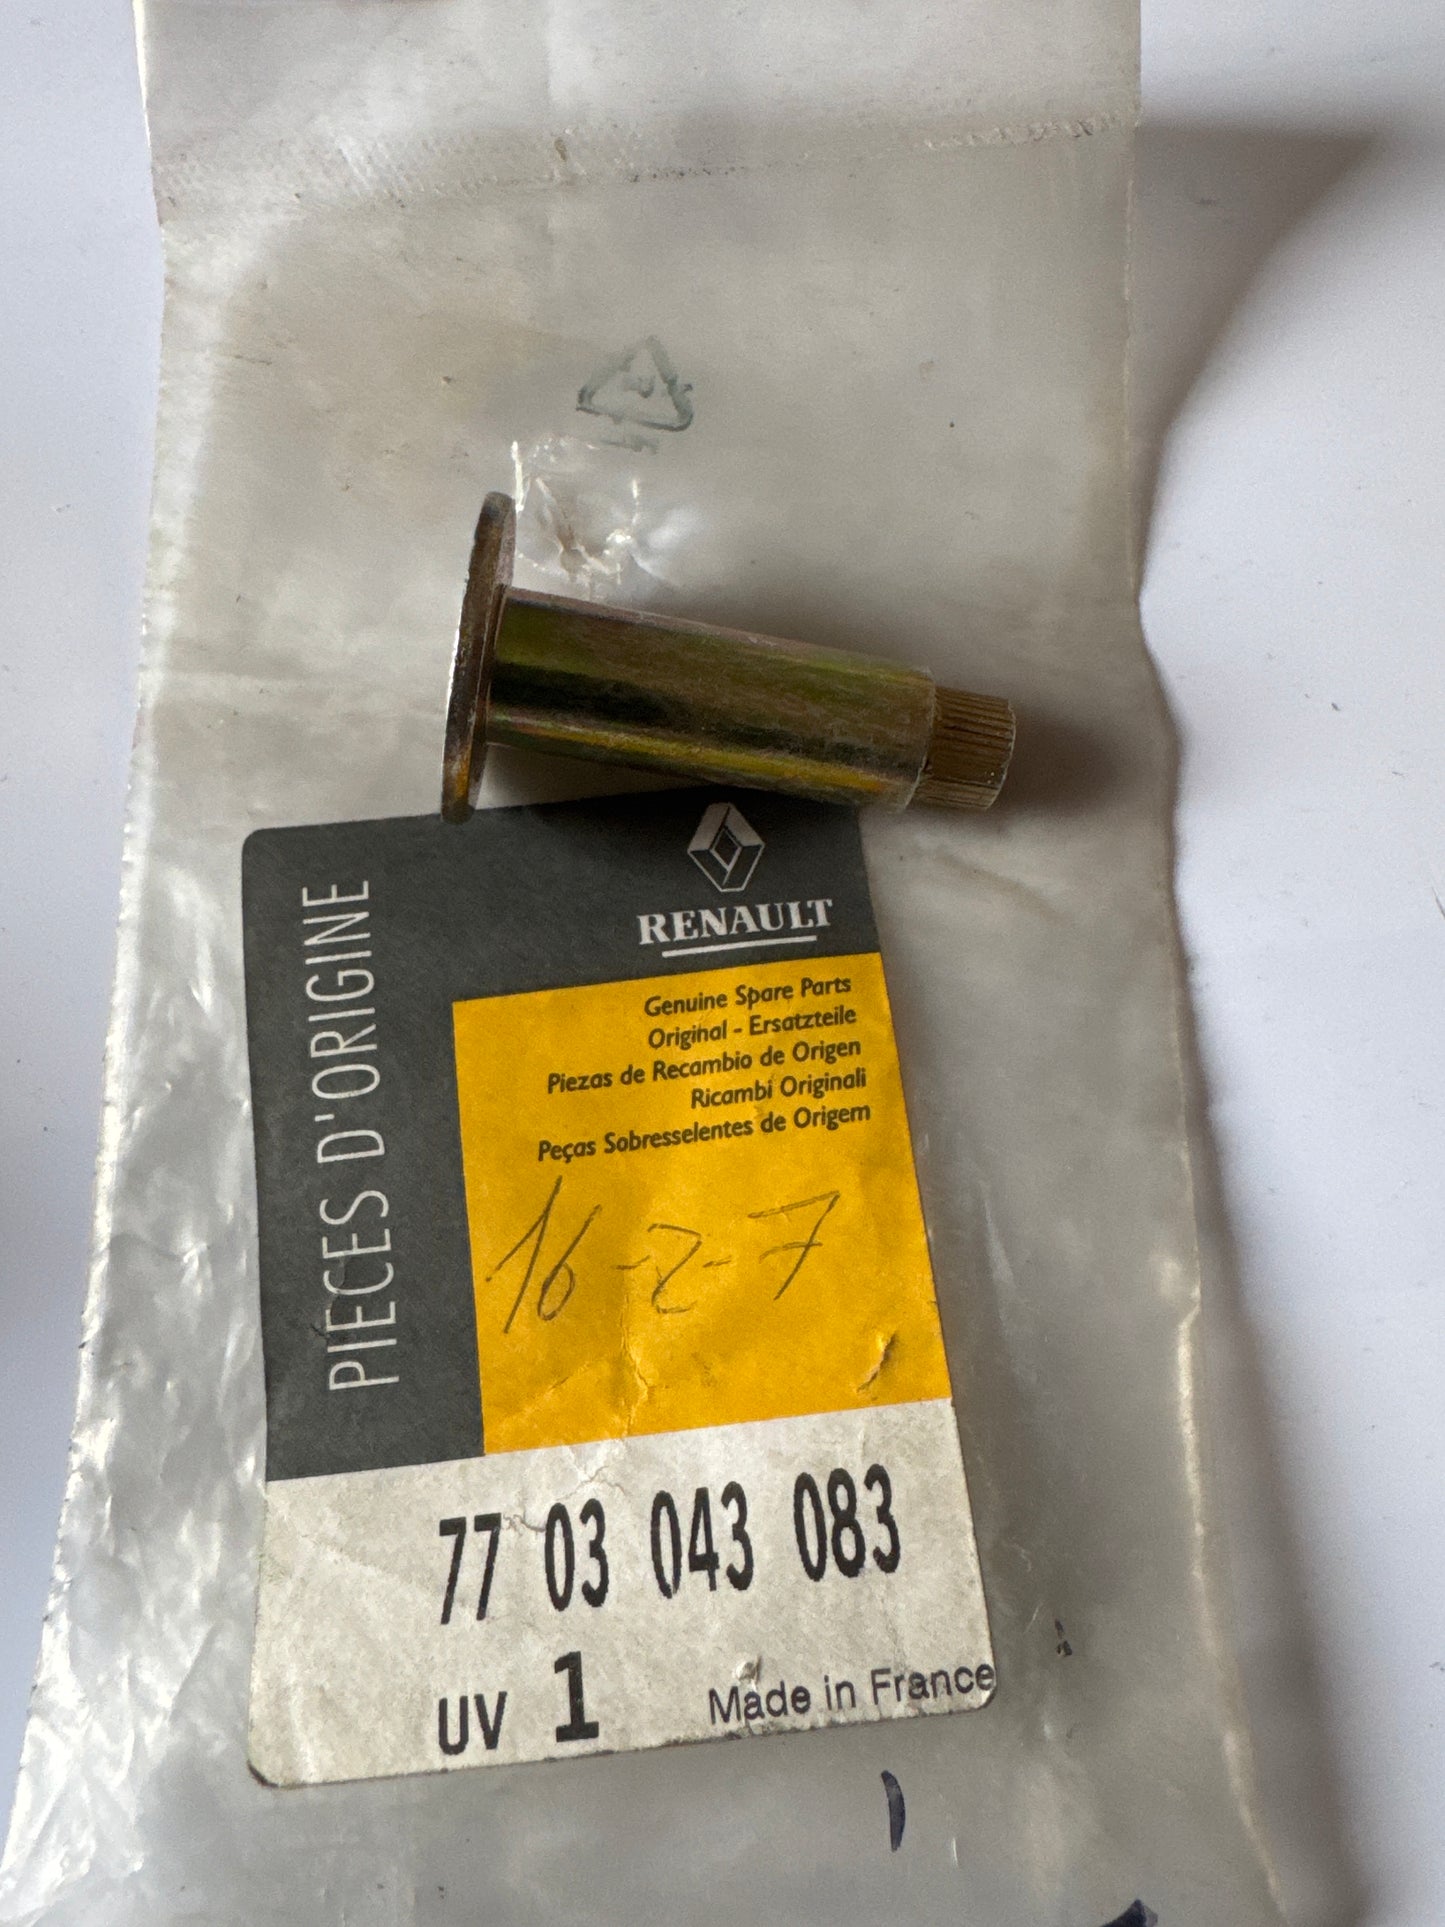 RENAULT
PIECES D'ORIGINE
Genuine Spare Parts
Original - Ersatzteile
Piezas de Recambio de Origen
Ricambi Originali
Peças Sobresselentes de Origem
16-2-7
77 03 043 083
UV 1 Made in France